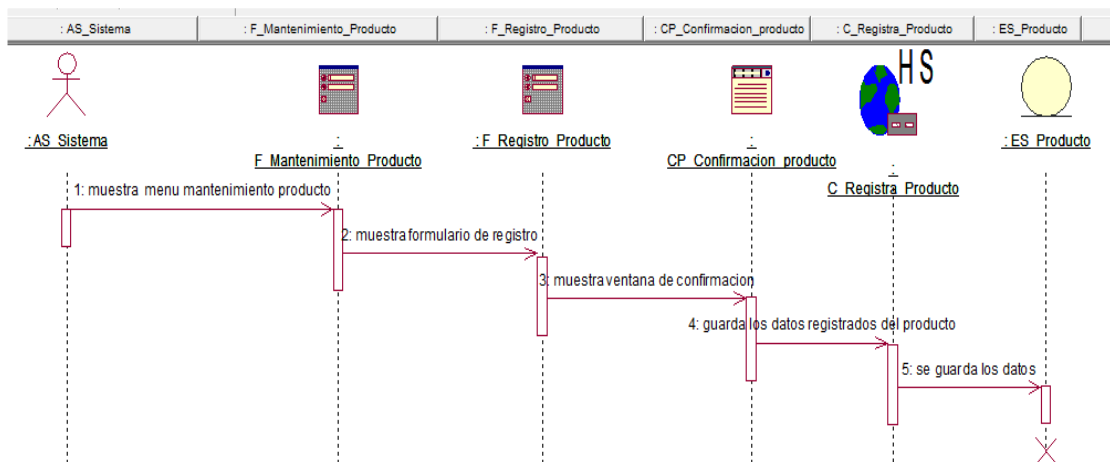 : AS_Sistema
: F_Mantenimiento_Producto
: F_Registro_Producto
: CP_Confirmacion_producto
: C_Registra_Producto
: ES_Producto
HS
: AS_Sistema
:
F_Mantenimiento_Producto
: F_Registro_Producto
:
CP_Confirmacion_producto
:
C_Registra_Producto
: ES_Producto
1: muestra menu mantenimiento producto
2: muestra formulario de registro
3: muestra ventana de confirmacion
4: guarda los datos registrados del producto
5: se guarda los datos